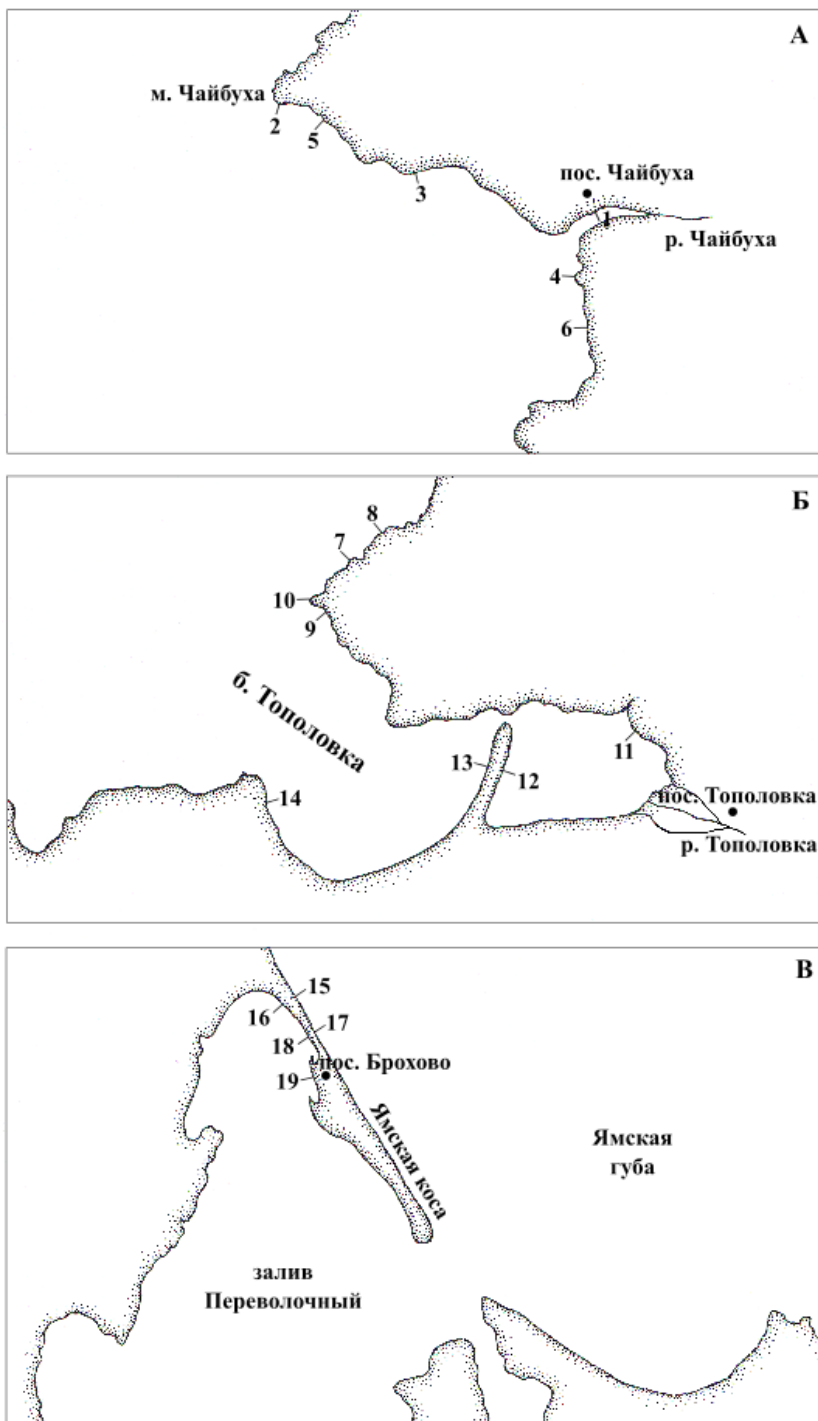 А
м. Чайбуха
2
5
3
пос. Чайбуха
1
р. Чайбуха
4
6
Б
8
7
10
9
б. Тополовка
11
13
12
14
пос. Тополовка
р. Тополовка
В
15
16
17
18
пос. Брохово
19
Ямская коса
Ямская
губа
залив
Переволочный